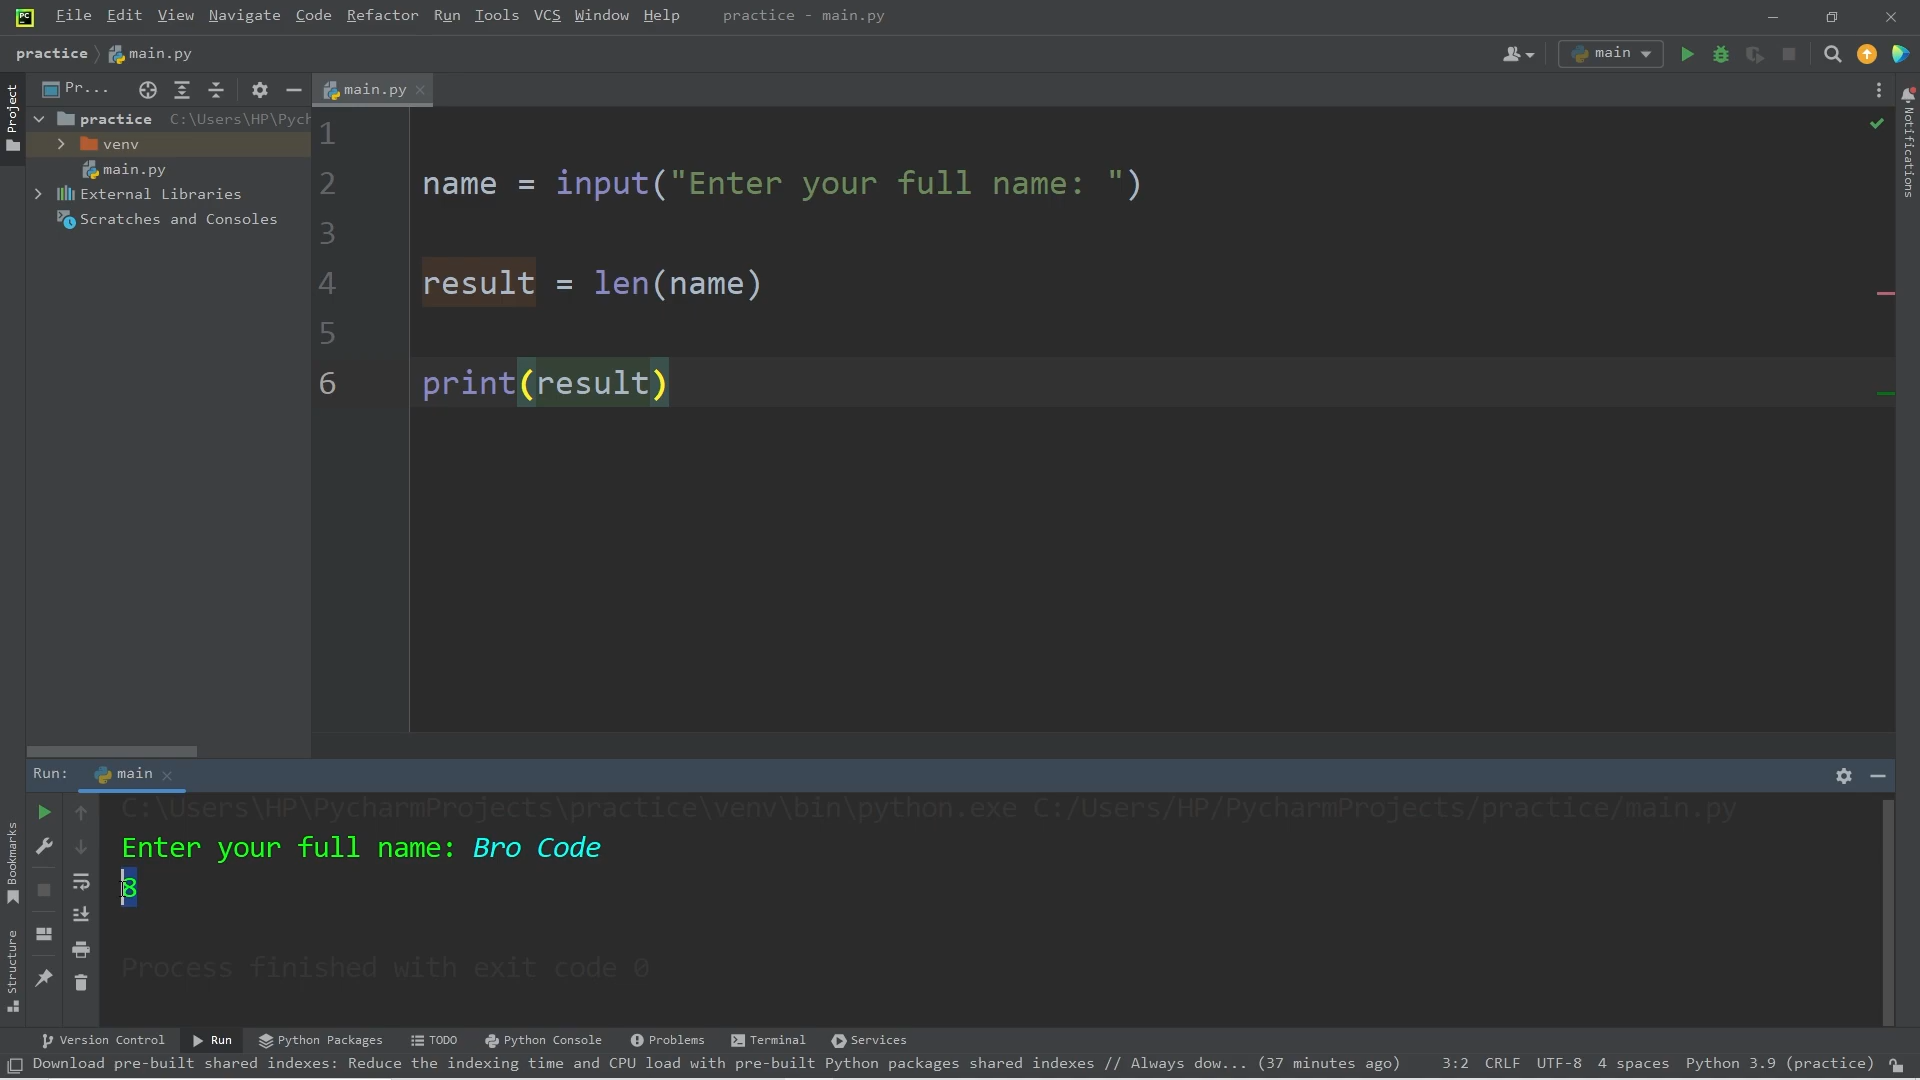 File Edit View Navigate Code Refactor Run Tools VCS Window Help practice - main.py
practice main.py main
Project
Pr... main.py
practice C:\Users\HP\Pych
venv
main.py
External Libraries
Scratches and Consoles
1
2 name = input("Enter your full name: ")
3
4 result = len(name)
5
6 print(result)
Notifications
Run: main
C:\Users\HP\PycharmProjects\practice\venv\bin\python.exe C:/Users/HP/PycharmProjects/practice/main.py
Enter your full name: Bro Code
8
Process finished with exit code 0
Bookmarks
Structure
Version Control Run Python Packages TODO Python Console Problems Terminal Services
Download pre-built shared indexes: Reduce the indexing time and CPU load with pre-built Python packages shared indexes // Always dow... (37 minutes ago) 3:2 CRLF UTF-8 4 spaces Python 3.9 (practice)